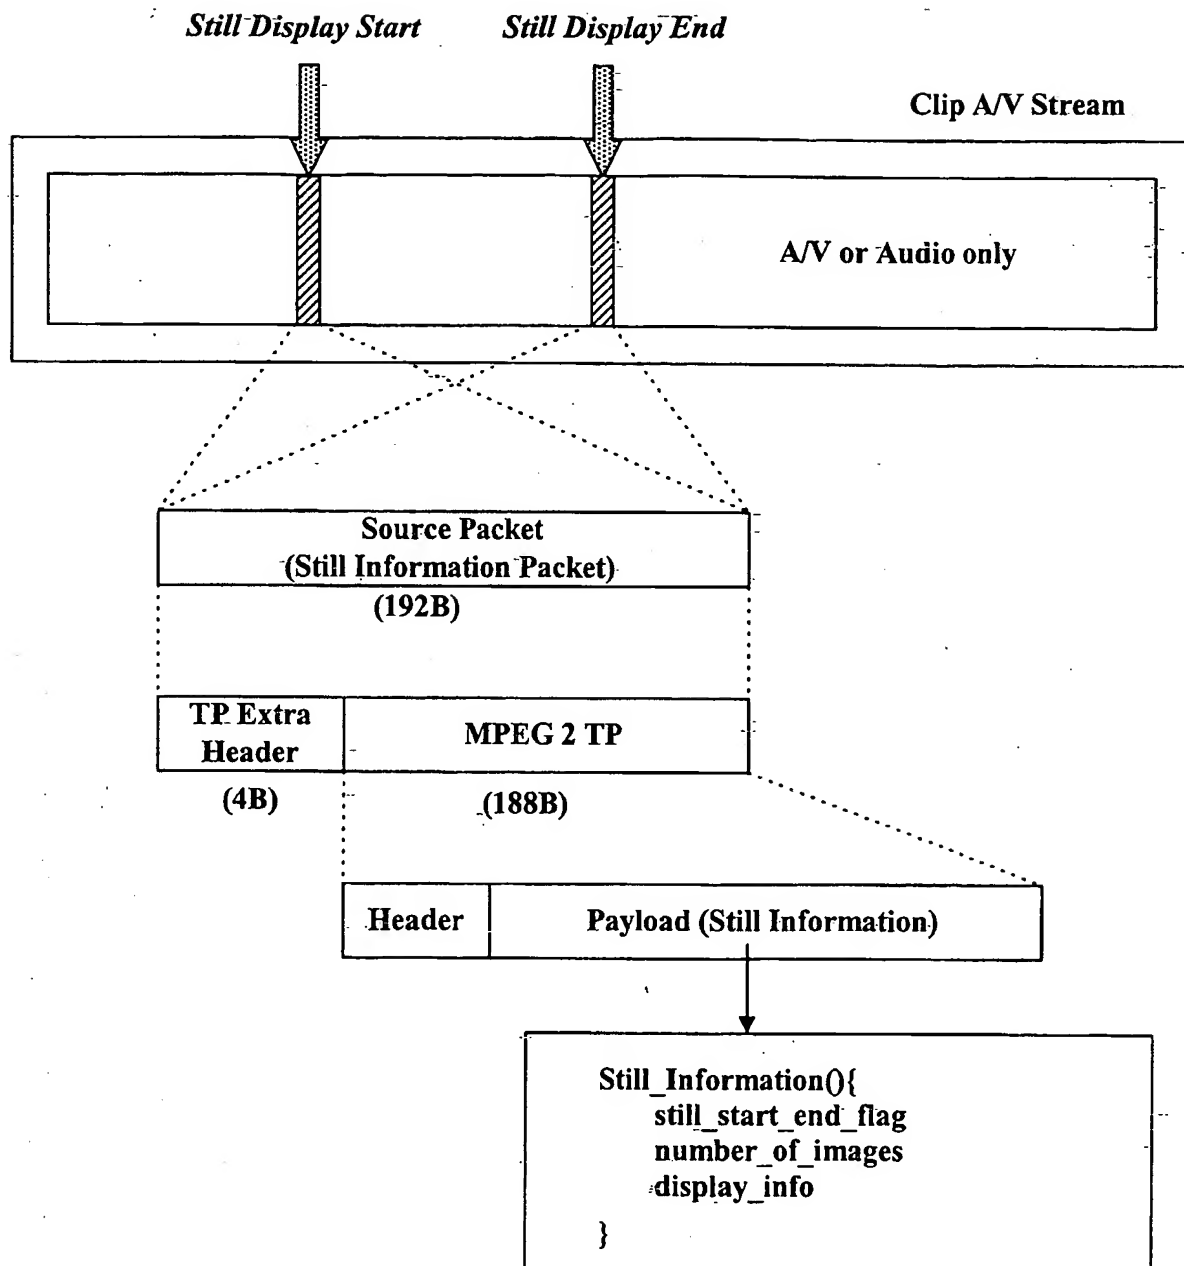 Still Display Start
Still Display End
Clip A/V Stream
A/V or Audio only
Source Packet
(Still Information Packet)
(192B)
TP Extra
Header
MPEG 2 TP
(4B)
(188B)
Header
Payload (Still Information)
Still_Information(){
still_start_end_flag
number_of_images
display_info
}